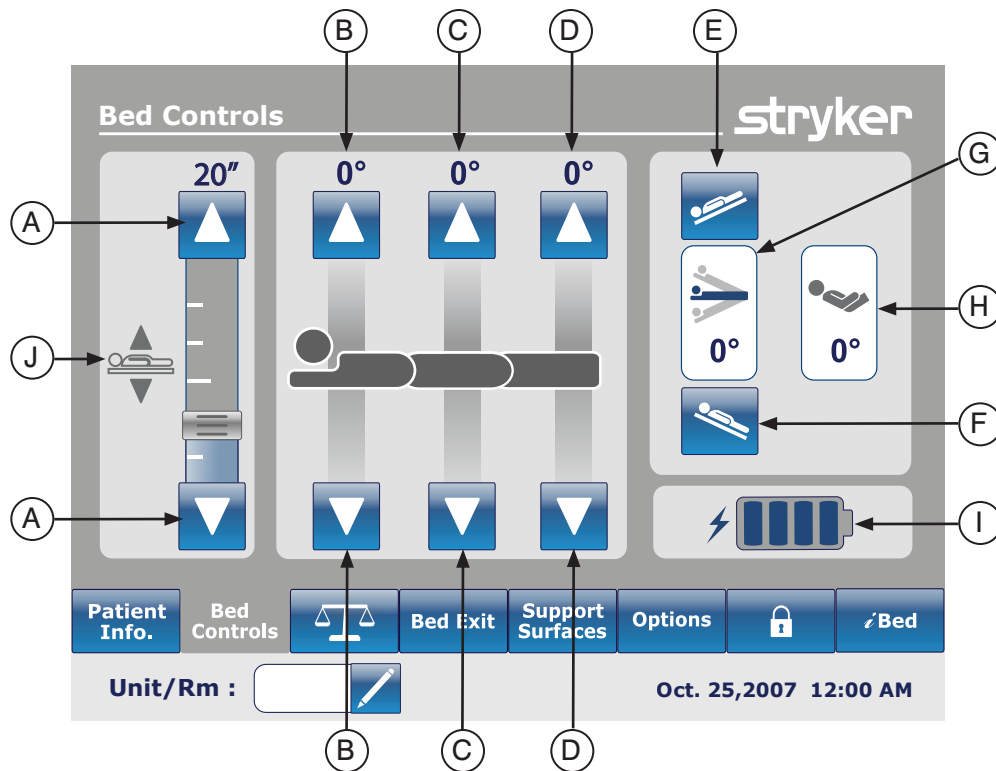 B C D E
Bed Controls
stryker
20" 0° 0° 0°
G
A
H
J
0° 0°
F
A
I
Patient Info.
Bed Controls
Bed Exit
Support Surfaces
Options
iBed
Unit/Rm :
Oct. 25,2007 12:00 AM
B C D